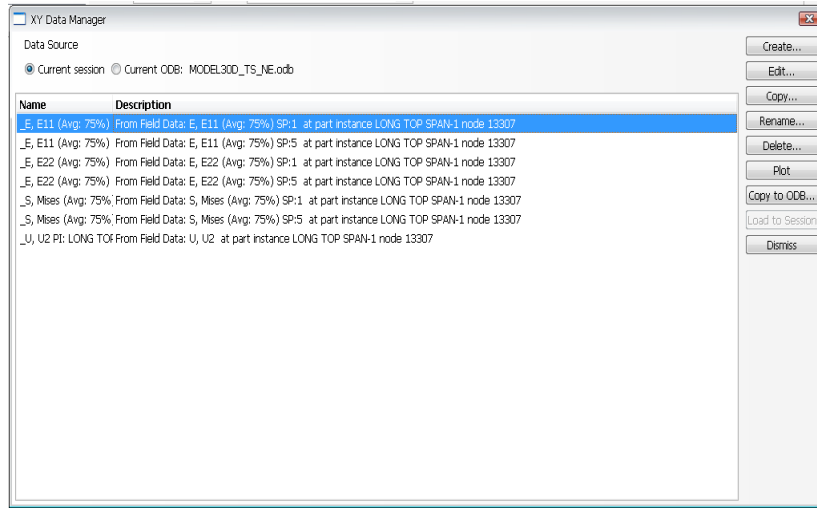 XY Data Manager
Data Source
Current session Current ODB: MODEL30D_TS_NE.odb
Name Description
_E, E11 (Avg: 75%) From Field Data: E, E11 (Avg: 75%) SP:1 at part instance LONG TOP SPAN-1 node 13307
_E, E11 (Avg: 75%) From Field Data: E, E11 (Avg: 75%) SP:5 at part instance LONG TOP SPAN-1 node 13307
_E, E22 (Avg: 75%) From Field Data: E, E22 (Avg: 75%) SP:1 at part instance LONG TOP SPAN-1 node 13307
_E, E22 (Avg: 75%) From Field Data: E, E22 (Avg: 75%) SP:5 at part instance LONG TOP SPAN-1 node 13307
_S, Mises (Avg: 75% From Field Data: S, Mises (Avg: 75%) SP:1 at part instance LONG TOP SPAN-1 node 13307
_S, Mises (Avg: 75% From Field Data: S, Mises (Avg: 75%) SP:5 at part instance LONG TOP SPAN-1 node 13307
_U, U2 PI: LONG TOF From Field Data: U, U2 at part instance LONG TOP SPAN-1 node 13307
Create...
Edit...
Copy...
Rename...
Delete...
Plot
Copy to ODB...
Load to Session
Dismiss